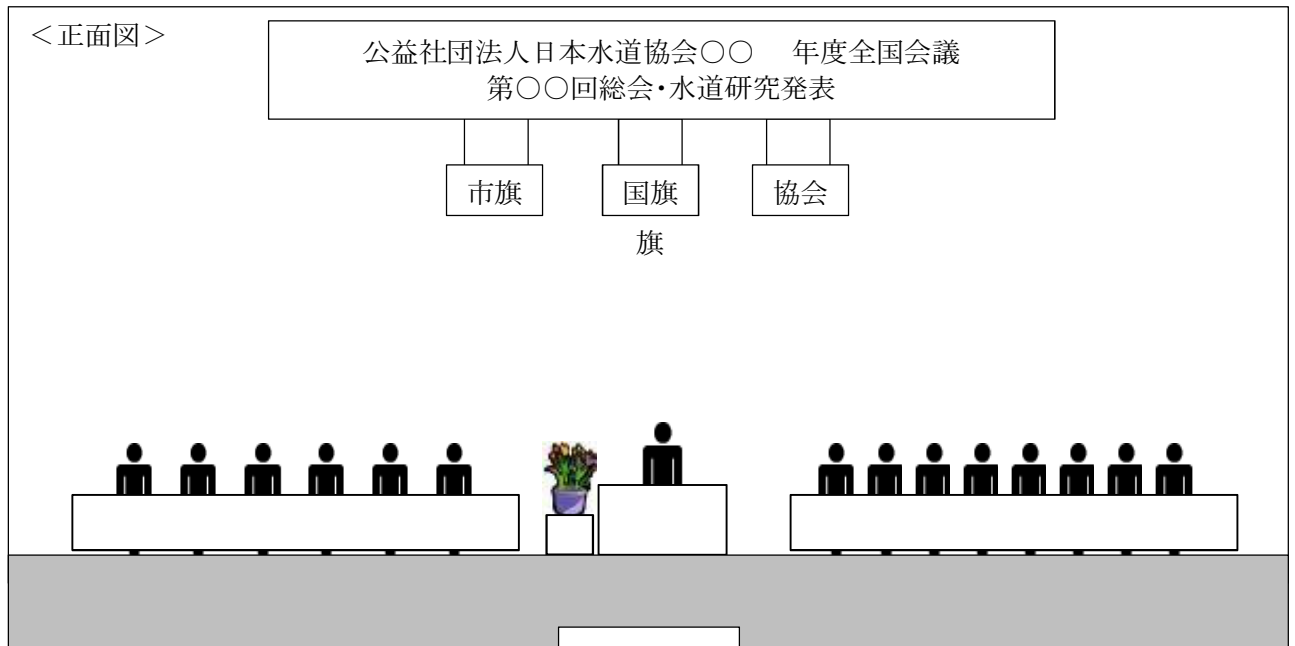 ＜正面図＞
公益社団法人日本水道協会○○　年度全国会議
第○○回総会・水道研究発表
市旗
国旗
協会
旗